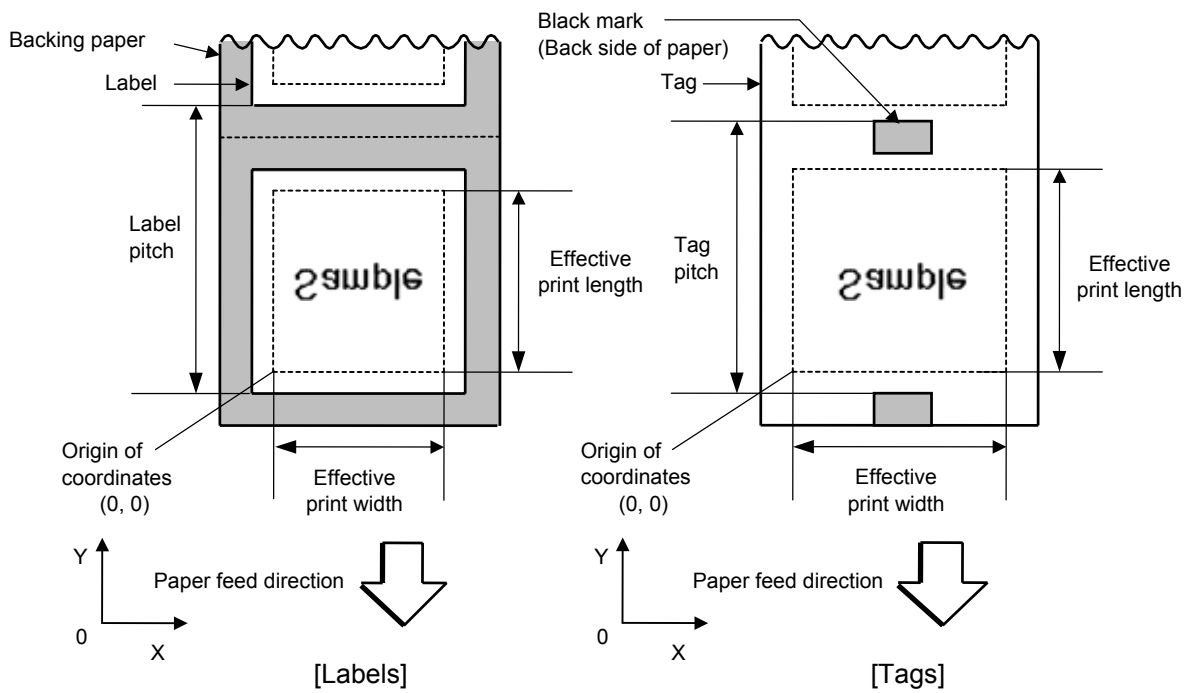 Backing paper
Label
Label
pitch
Sample
Effective
print length
Origin of
coordinates
(0, 0)
Effective
print width
Y
0
X
Paper feed direction
[Labels]
Black mark
(Back side of paper)
Tag
Tag
pitch
Sample
Effective
print length
Origin of
coordinates
(0, 0)
Effective
print width
Y
0
X
Paper feed direction
[Tags]